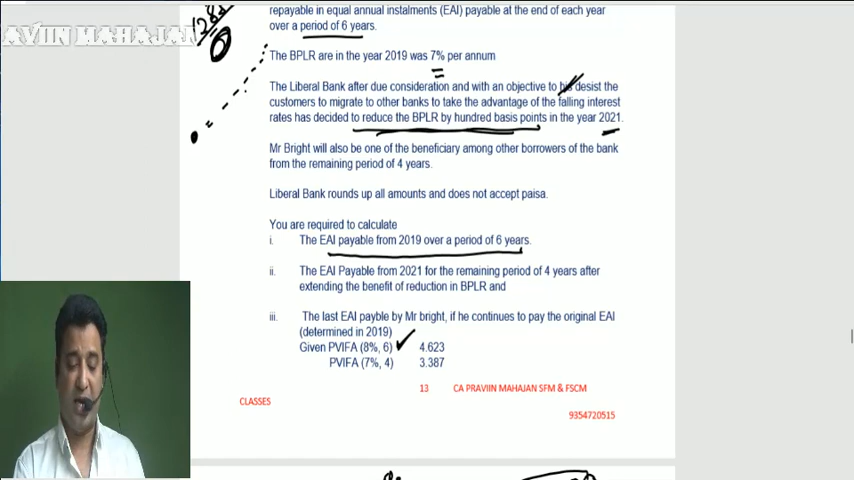 AVIIN MAHAJAN
repayable in equal annual instalments (EAI) payable at the end of each year
over a period of 6 years.
The BPLR are in the year 2019 was 7% per annum
The Liberal Bank after due consideration and with an objective to his desist the
customers to migrate to other banks to take the advantage of the falling interest
rates has decided to reduce the BPLR by hundred basis points in the year 2021.
Mr Bright will also be one of the beneficiary among other borrowers of the bank
from the remaining period of 4 years.
Liberal Bank rounds up all amounts and does not accept paisa.
You are required to calculate
i. The EAI payable from 2019 over a period of 6 years.
ii. The EAI Payable from 2021 for the remaining period of 4 years after
extending the benefit of reduction in BPLR and
iii. The last EAI payble by Mr bright, if he continues to pay the original EAI
(determined in 2019)
Given PVIFA (8%, 6) 4.623
PVIFA (7%, 4) 3.387
13 CA PRAVIIN MAHAJAN SFM & FSCM
CLASSES
9354720515